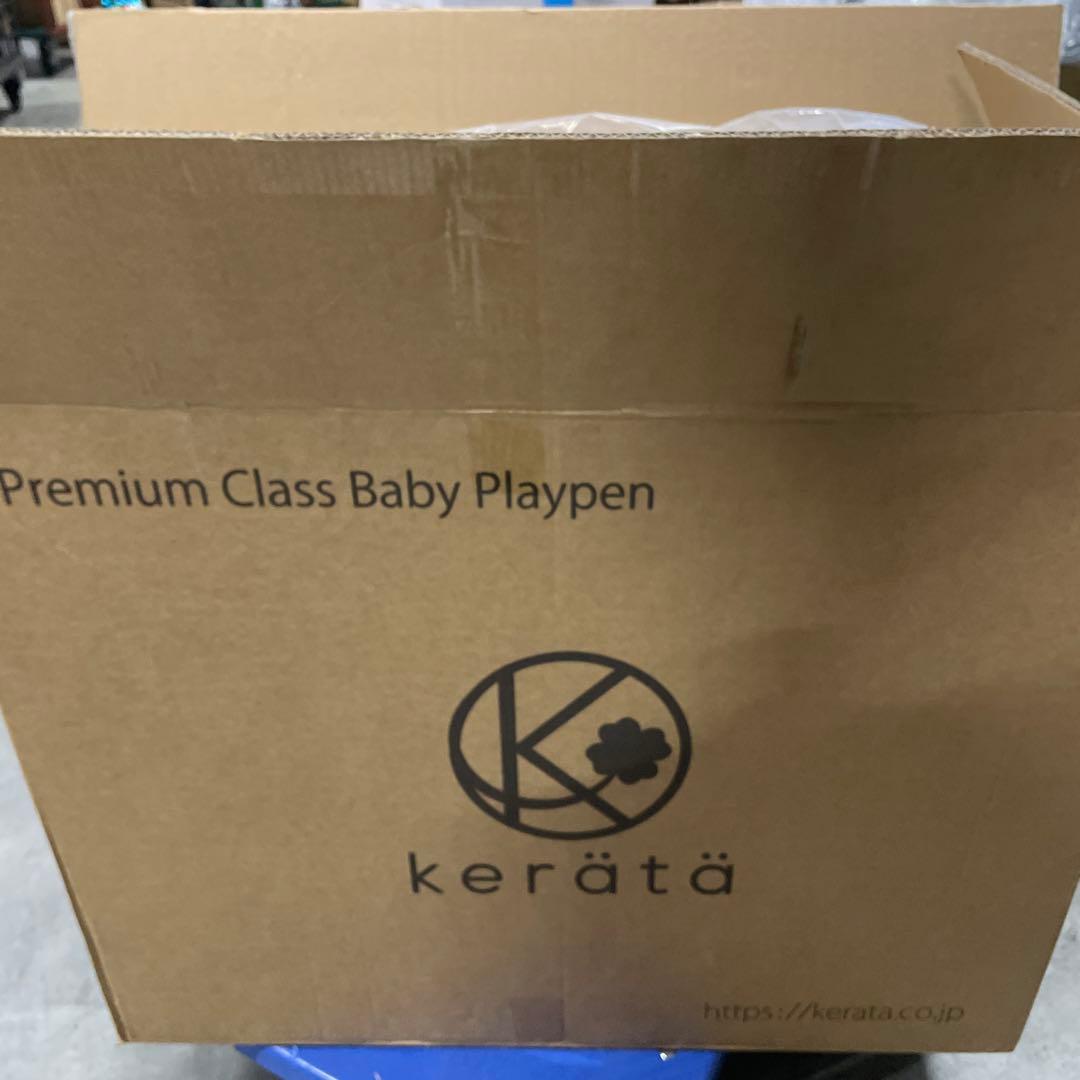 Premium Class Baby Playpen
K
kerätä
https://kerata.co.jp